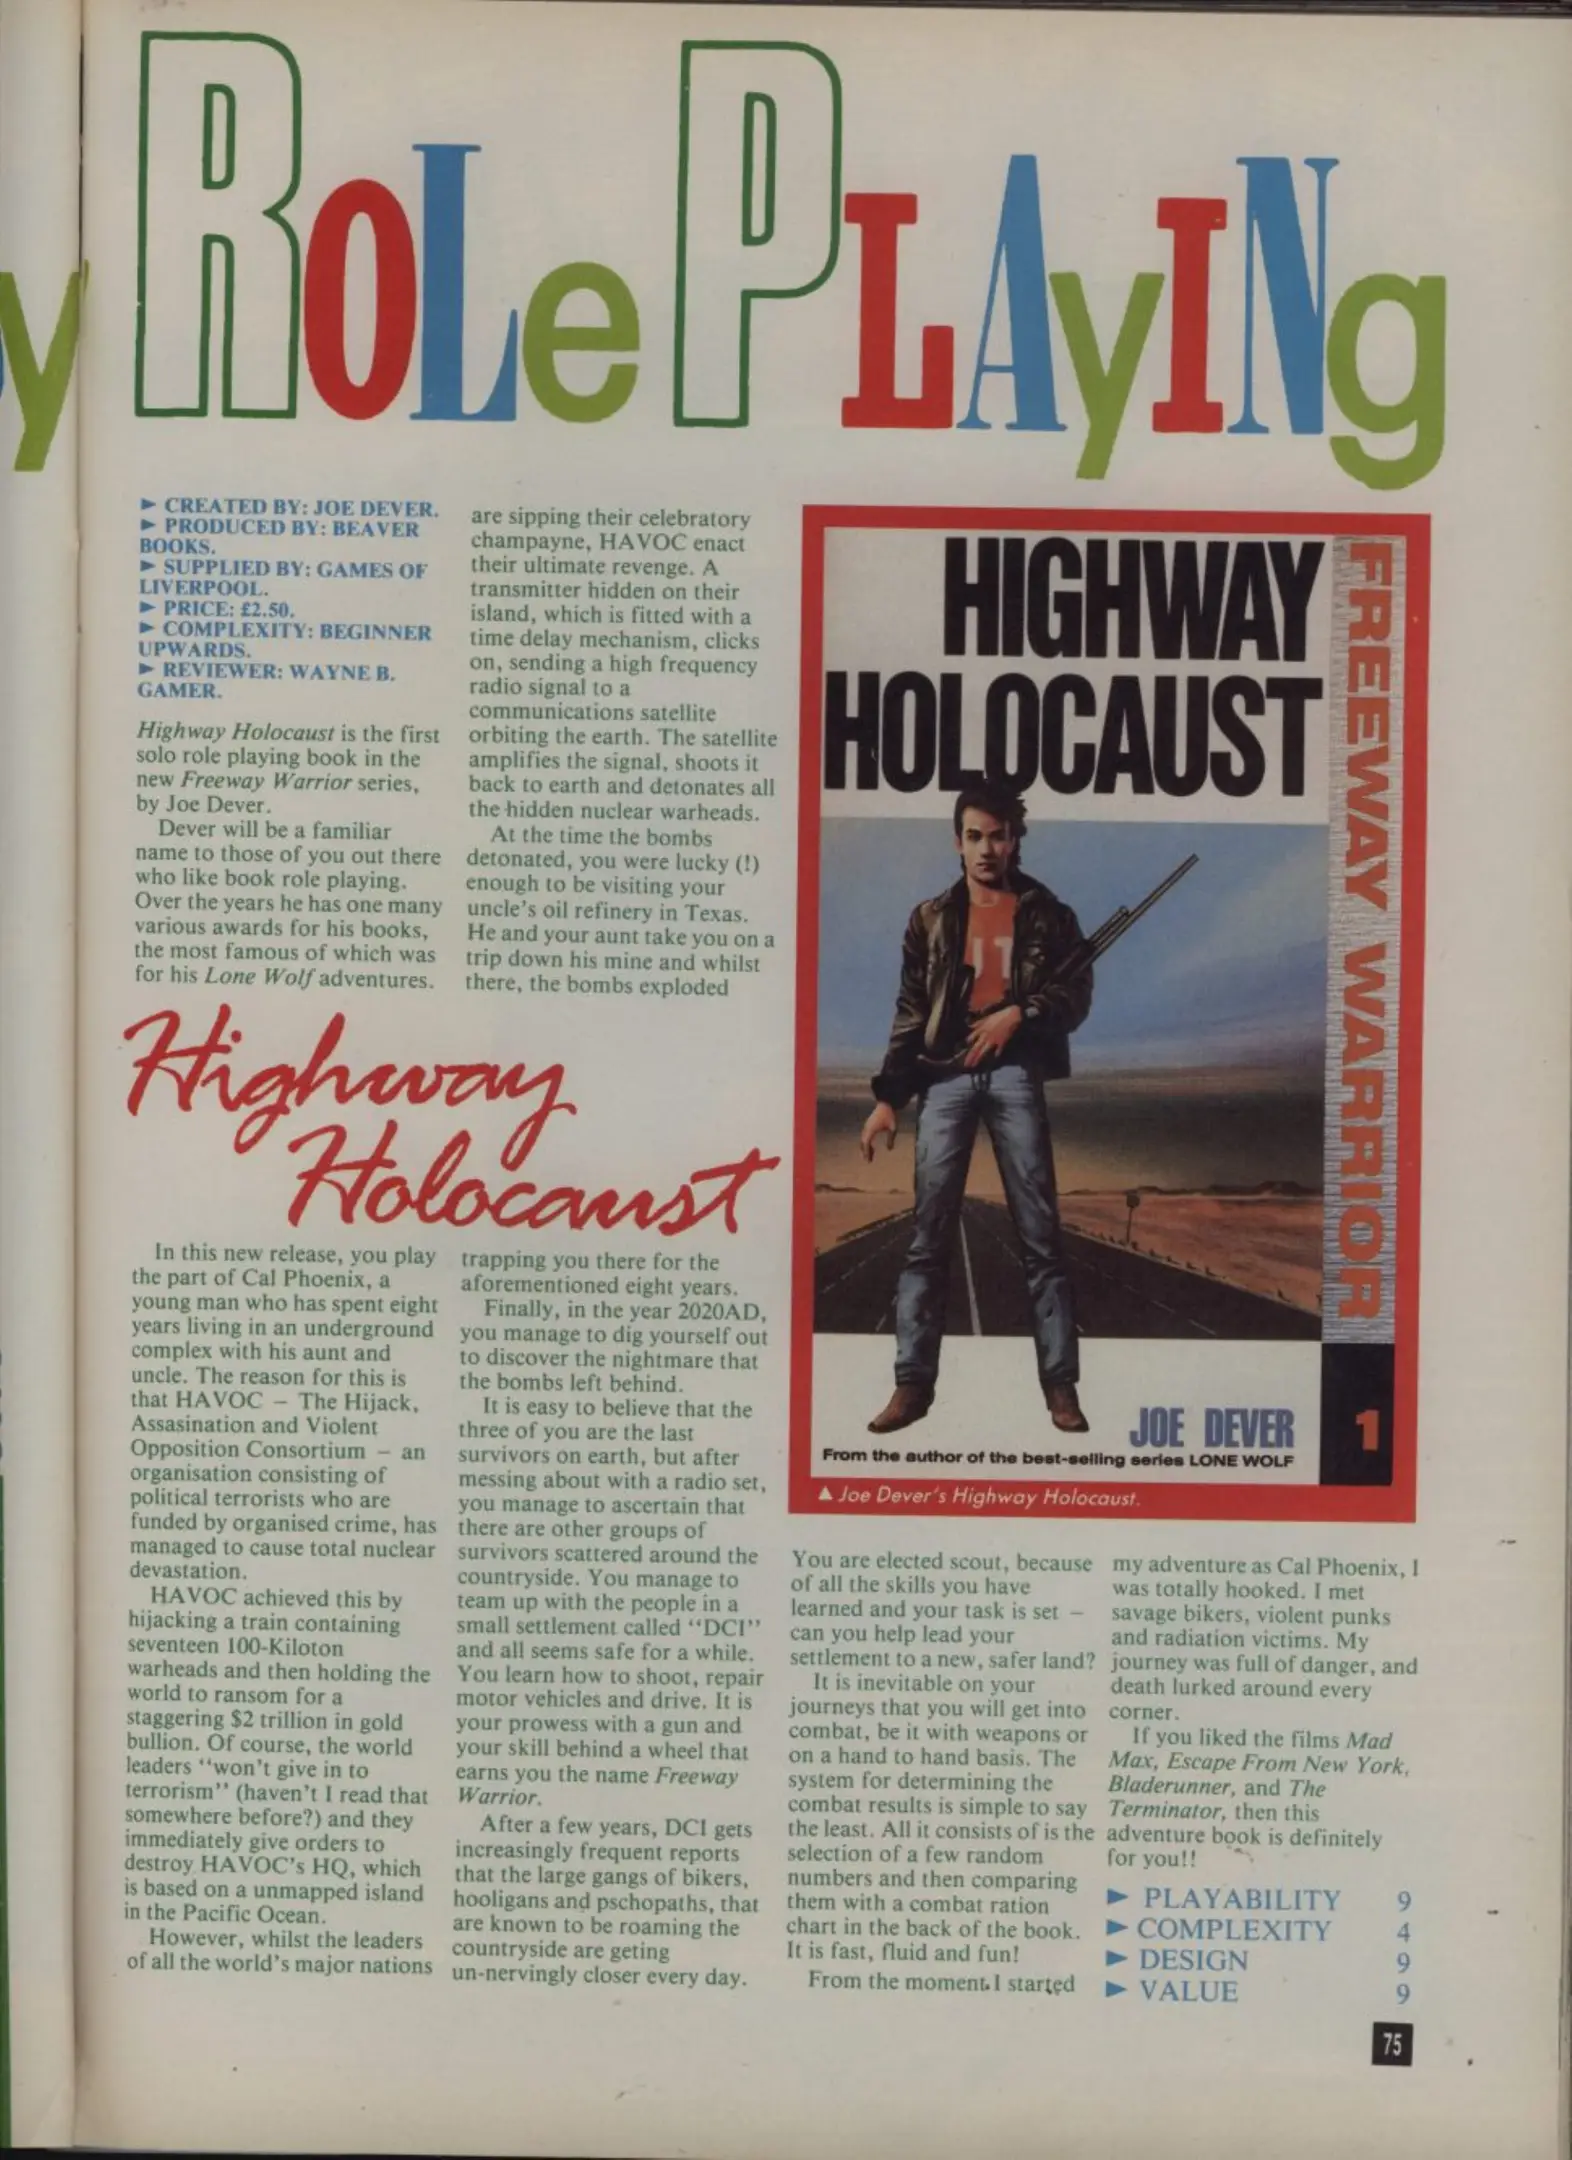 y Role Playing
► CREATED BY: JOE DEVER.
► PRODUCED BY: BEAVER
BOOKS.
► SUPPLIED BY: GAMES OF
LIVERPOOL.
► PRICE: £2.50.
► COMPLEXITY: BEGINNER
UPWARDS.
► REVIEWER: WAYNE B.
GAMER.
Highway Holocaust is the first
solo role playing book in the
new Freeway Warrior series,
by Joe Dever.
Dever will be a familiar
name to those of you out there
who like book role playing.
Over the years he has one many
various awards for his books,
the most famous of which was
for his Lone Wolf adventures.
Highway
Holocaust
In this new release, you play
the part of Cal Phoenix, a
young man who has spent eight
years living in an underground
complex with his aunt and
uncle. The reason for this is
that HAVOC – The Hijack,
Assasination and Violent
Opposition Consortium – an
organisation consisting of
political terrorists who are
funded by organised crime, has
managed to cause total nuclear
devastation.
HAVOC achieved this by
hijacking a train containing
seventeen 100-Kiloton
warheads and then holding the
world to ransom for a
staggering $2 trillion in gold
bullion. Of course, the world
leaders "won't give in to
terrorism" (haven't I read that
somewhere before?) and they
immediately give orders to
destroy HAVOC's HQ, which
is based on a unmapped island
in the Pacific Ocean.
However, whilst the leaders
of all the world's major nations
are sipping their celebratory
champayne, HAVOC enact
their ultimate revenge. A
transmitter hidden on their
island, which is fitted with a
time delay mechanism, clicks
on, sending a high frequency
radio signal to a
communications satellite
orbiting the earth. The satellite
amplifies the signal, shoots it
back to earth and detonates all
the hidden nuclear warheads.
At the time the bombs
detonated, you were lucky (!)
enough to be visiting your
uncle's oil refinery in Texas.
He and your aunt take you on a
trip down his mine and whilst
there, the bombs exploded
trapping you there for the
aforementioned eight years.
Finally, in the year 2020AD,
you manage to dig yourself out
to discover the nightmare that
the bombs left behind.
It is easy to believe that the
three of you are the last
survivors on earth, but after
messing about with a radio set,
you manage to ascertain that
there are other groups of
survivors scattered around the
countryside. You manage to
team up with the people in a
small settlement called "DCI"
and all seems safe for a while.
You learn how to shoot, repair
motor vehicles and drive. It is
your prowess with a gun and
your skill behind a wheel that
earns you the name Freeway
Warrior.
After a few years, DCI gets
increasingly frequent reports
that the large gangs of bikers,
hooligans and pschopaths, that
are known to be roaming the
countryside are geting
un-nervingly closer every day.
HIGHWAY
HOLOCAUST
FREEWAY WARRIOR
JOE DEVER
From the author of the best-selling series LONE WOLF
1
▲ Joe Dever's Highway Holocaust.
You are elected scout, because
of all the skills you have
learned and your task is set –
can you help lead your
settlement to a new, safer land?
It is inevitable on your
journeys that you will get into
combat, be it with weapons or
on a hand to hand basis. The
system for determining the
combat results is simple to say
the least. All it consists of is the
selection of a few random
numbers and then comparing
them with a combat ration
chart in the back of the book.
It is fast, fluid and fun!
From the moment I started
my adventure as Cal Phoenix, I
was totally hooked. I met
savage bikers, violent punks
and radiation victims. My
journey was full of danger, and
death lurked around every
corner.
If you liked the films Mad
Max, Escape From New York,
Bladerunner, and The
Terminator, then this
adventure book is definitely
for you!!
► PLAYABILITY 9
► COMPLEXITY 4
► DESIGN 9
► VALUE 9
75